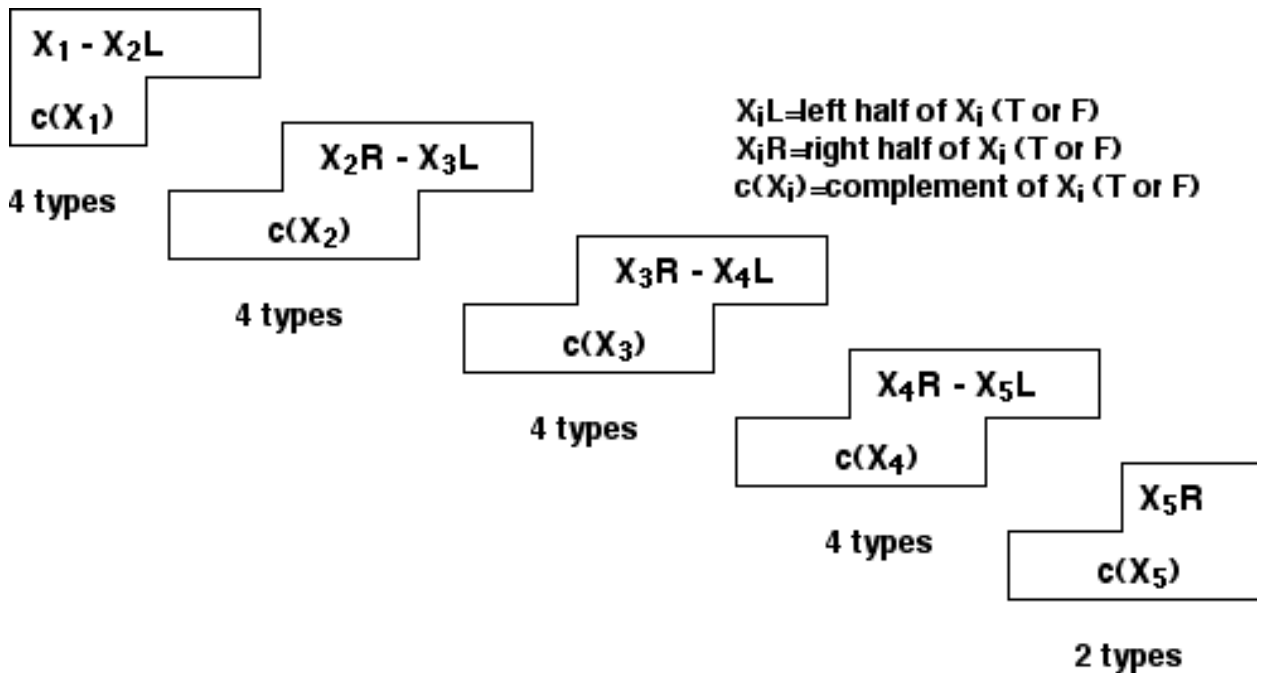 X₁ - X₂L
c(X₁)
4 types
X₂R - X₃L
c(X₂)
4 types
XᵢL=left half of Xᵢ (T or F)
XᵢR=right half of Xᵢ (T or F)
c(Xᵢ)=complement of Xᵢ (T or F)
X₃R - X₄L
c(X₃)
4 types
X₄R - X₅L
c(X₄)
4 types
X₅R
c(X₅)
2 types